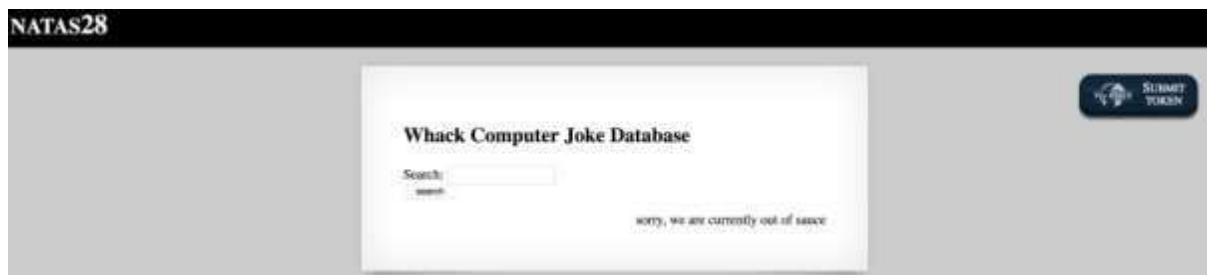 NATAS28
SUBMIT
TOKEN
Whack Computer Joke Database
Search:
search
sorry, we are currently out of sauce